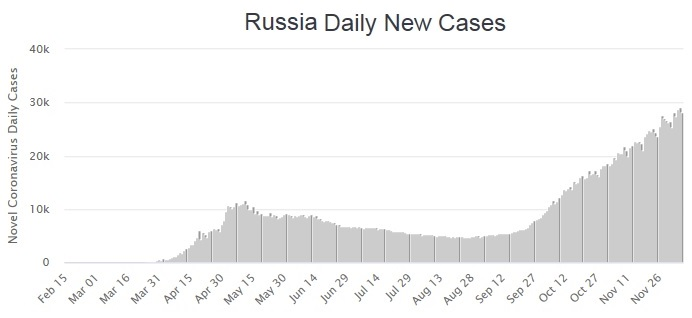 Russia Daily New Cases
Novel Coronavirus Daily Cases
40k
30k
20k
10k
0
Feb 15
Mar 01
Mar 16
Mar 31
Apr 15
Apr 30
May 15
May 30
Jun 14
Jun 29
Jul 14
Jul 29
Aug 13
Aug 28
Sep 12
Sep 27
Oct 12
Oct 27
Nov 11
Nov 26